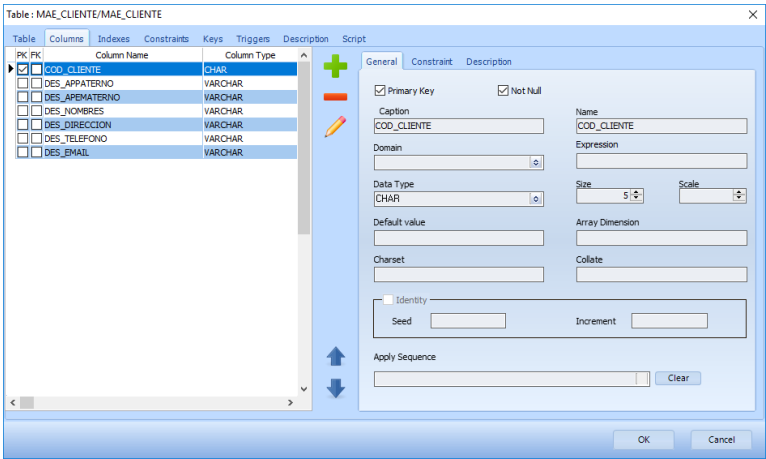 Table : MAE_CLIENTE/MAE_CLIENTE
Table Columns Indexes Constraints Keys Triggers Description Script
PK FK Column Name Column Type
COD_CLIENTE CHAR
DES_APPATERNO VARCHAR
DES_APEMATERNO VARCHAR
DES_NOMBRES VARCHAR
DES_DIRECCION VARCHAR
DES_TELEFONO VARCHAR
DES_EMAIL VARCHAR
General Constraint Description
Primary Key Not Null
Caption Name
COD_CLIENTE COD_CLIENTE
Domain Expression
Data Type Size Scale
CHAR 5
Default value Array Dimension
Charset Collate
Identity
Seed Increment
Apply Sequence
Clear
OK Cancel